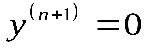 y^{(n+1)} = 0